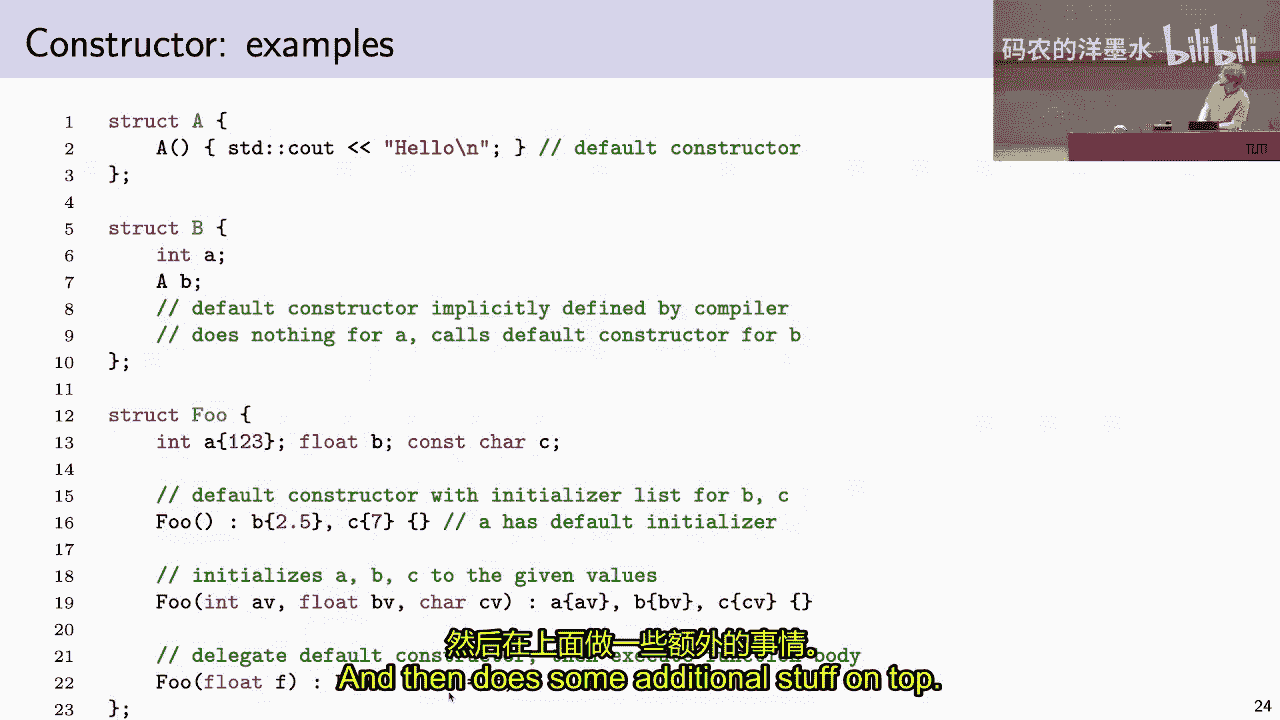 Constructor: examples
码农的洋墨水 bilibili
TUM
1 struct A {
2 A() { std::cout << "Hello\n"; } // default constructor
3 };
4
5 struct B {
6 int a;
7 A b;
8 // default constructor implicitly defined by compiler
9 // does nothing for a, calls default constructor for b
10 };
11
12 struct Foo {
13 int a{123}; float b; const char c;
14
15 // default constructor with initializer list for b, c
16 Foo() : b{2.5}, c{7} {} // a has default initializer
17
18 // initializes a, b, c to the given values
19 Foo(int av, float bv, char cv) : a{av}, b{bv}, c{cv} {}
20
21 // delegate default constructor, then execute function body
22 Foo(float f) :
23 };
然后在上面做一些额外的事情。
And then does some additional stuff on top.
24